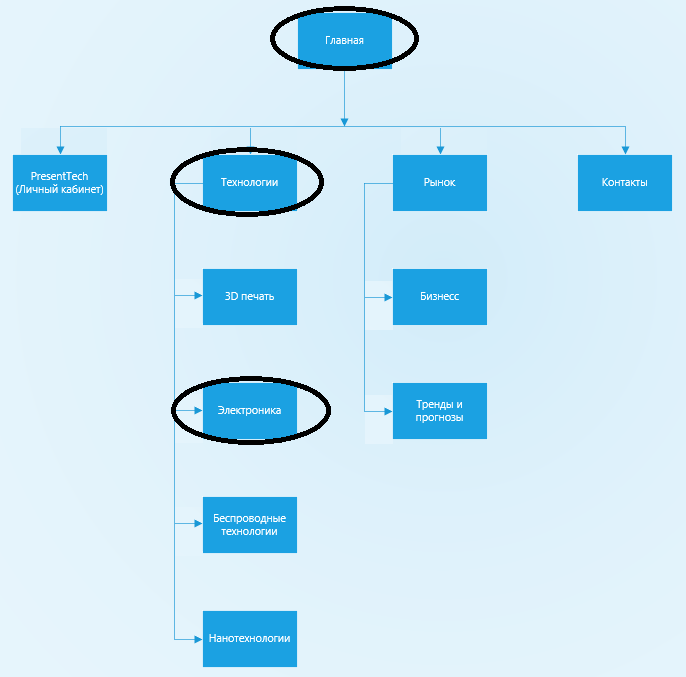 Главная
PresentTech
(Личный кабинет)
Технологии
Рынок
Контакты
3D печать
Бизнесс
Электроника
Тренды и
прогнозы
Беспроводные
технологии
Нанотехнологии